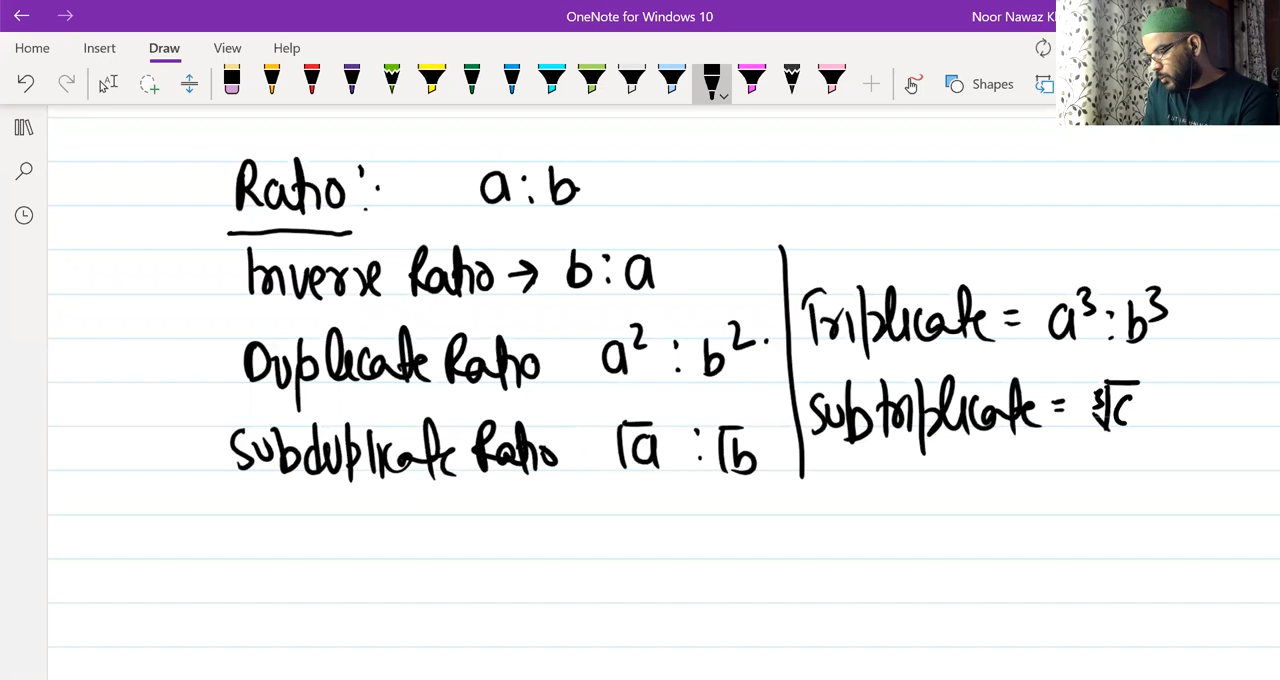 OneNote for Windows 10
Noor Nawaz K
Home Insert Draw View Help
Shapes
Ratio: a : b
Inverse Ratio → b : a
Duplicate Ratio a² : b².
Subduplicate Ratio √a : √b
Triplicate = a³ : b³
Subtriplicate = ³√c